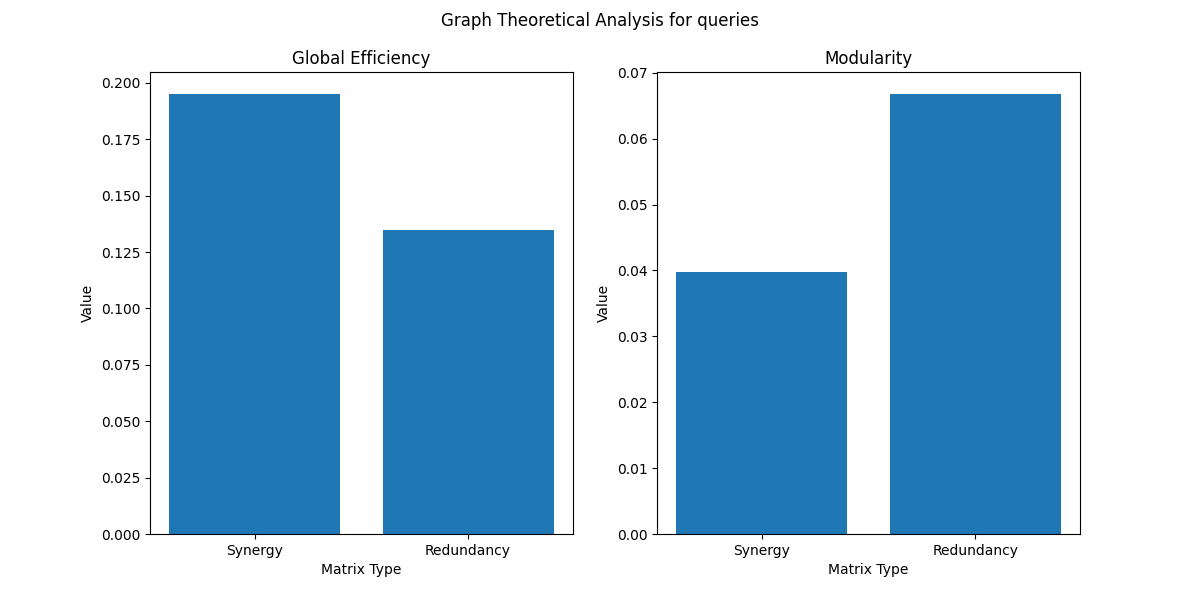 Graph Theoretical Analysis for queries
Global Efficiency
0.200
0.175
0.150
0.125
0.100
0.075
0.050
0.025
0.000
Value
Synergy Redundancy
Matrix Type
Modularity
0.07
0.06
0.05
0.04
0.03
0.02
0.01
0.00
Value
Synergy Redundancy
Matrix Type